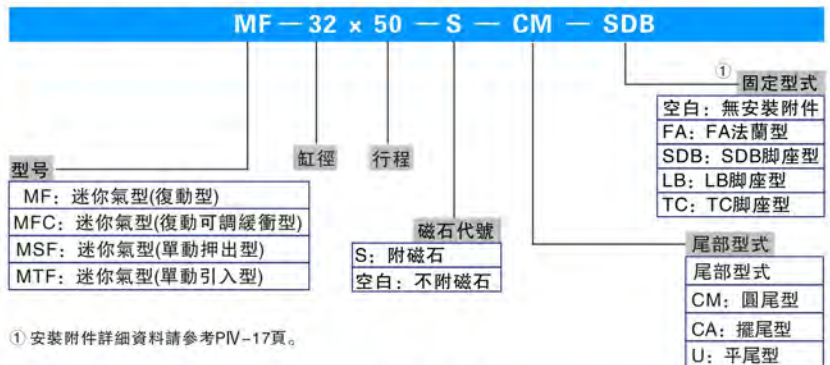 MF — 32 × 50 — S — CM — SDB
① 固定型式
空白：無安裝附件
FA：FA法蘭型
SDB：SDB脚座型
LB：LB脚座型
TC：TC脚座型
型号
MF：迷你氣型(復動型)
MFC：迷你氣型(復動可調緩衝型)
MSF：迷你氣型(單動押出型)
MTF：迷你氣型(單動引入型)
缸徑
行程
磁石代號
S：附磁石
空白：不附磁石
尾部型式
尾部型式
CM：圓尾型
CA：擺尾型
U：平尾型
① 安裝附件詳細資料請參考PⅣ-17頁。